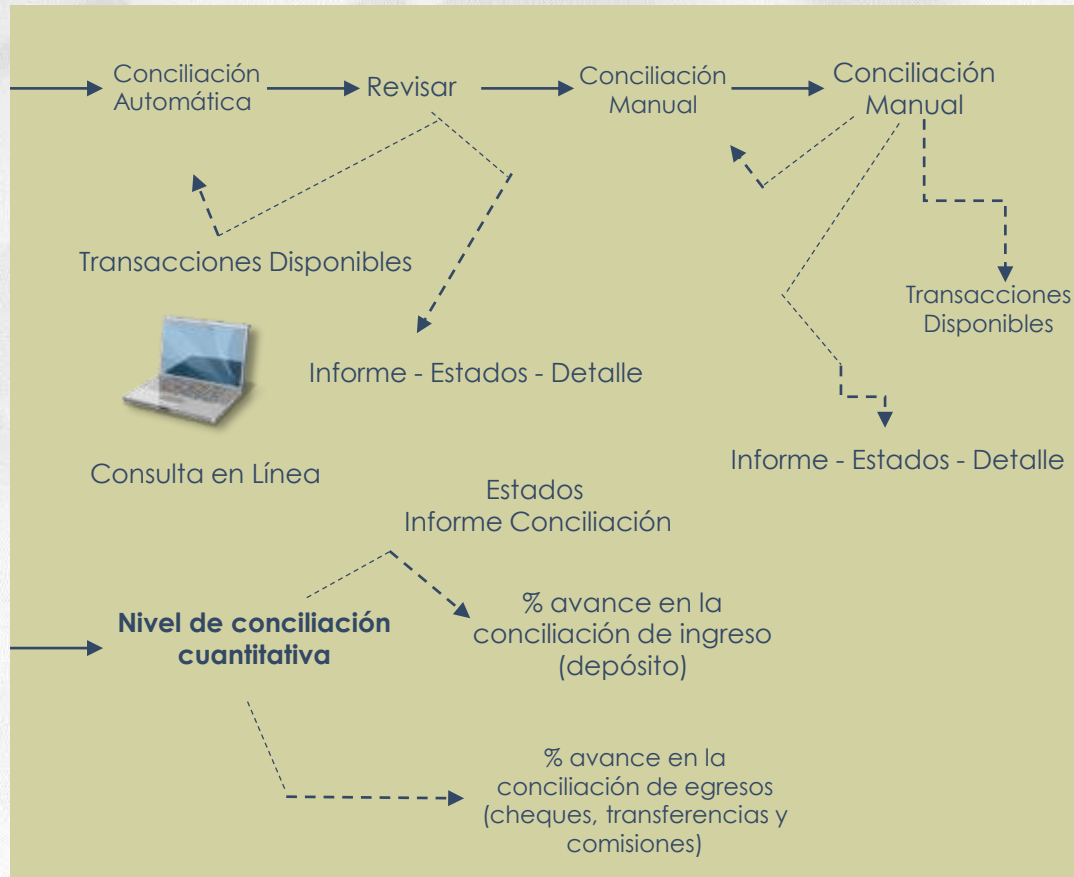 Conciliación
Automática
Revisar
Conciliación
Manual
Conciliación
Manual
Transacciones Disponibles
Transacciones
Disponibles
Informe - Estados - Detalle
Informe - Estados - Detalle
Consulta en Línea
Estados
Informe Conciliación
Nivel de conciliación
cuantitativa
% avance en la
conciliación de ingreso
(depósito)
% avance en la
conciliación de egresos
(cheques, transferencias y
comisiones)